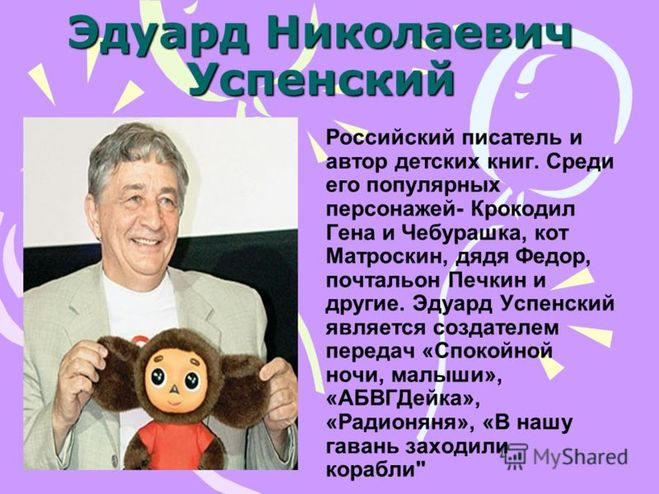 Эдуард Николаевич
Успенский
Российский писатель и
автор детских книг. Среди
его популярных
персонажей- Крокодил
Гена и Чебурашка, кот
Матроскин, дядя Федор,
почтальон Печкин и
другие. Эдуард Успенский
является создателем
передач «Спокойной
ночи, малыши»,
«АБВГДейка»,
«Радионяня», «В нашу
гавань заходили
корабли"
MyShared